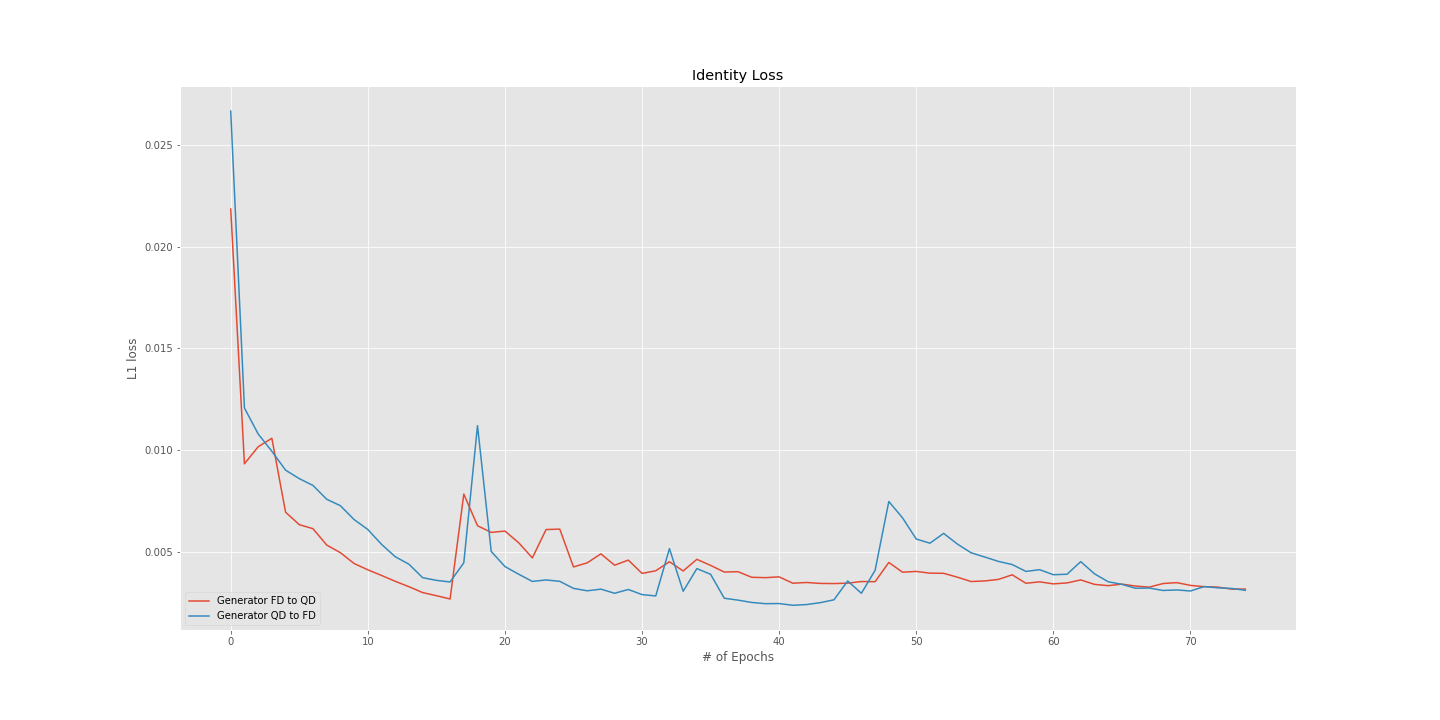 Identity Loss
L1 loss
0.025
0.020
0.015
0.010
0.005
Generator FD to QD
Generator QD to FD
0 10 20 30 40 50 60 70
# of Epochs